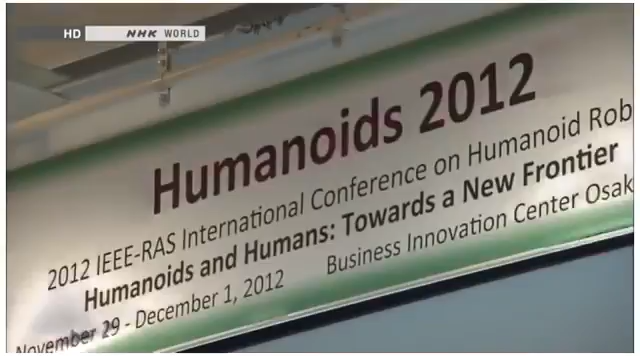 HD NHK WORLD
Humanoids 2012
2012 IEEE-RAS International Conference on Humanoid Rob
Humanoids and Humans: Towards a New Frontier
November 29 - December 1, 2012 Business Innovation Center Osak